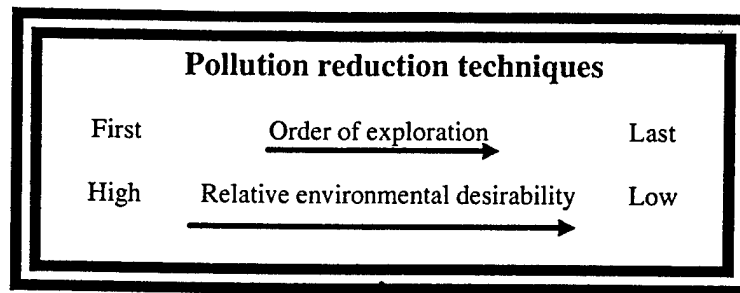 Pollution reduction techniques
First Order of exploration Last
High Relative environmental desirability Low